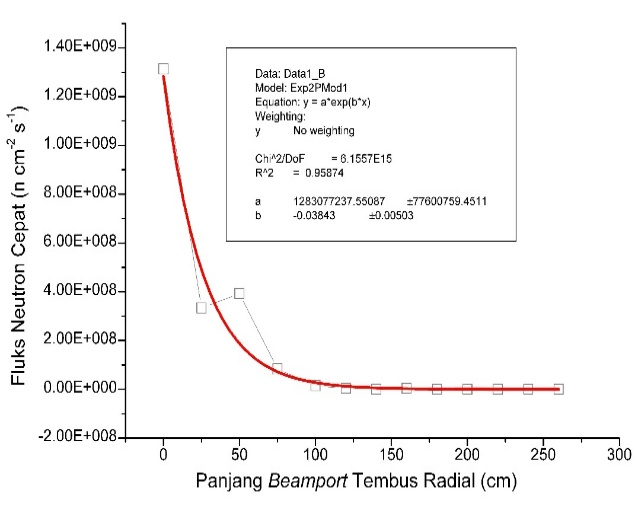 1.40E+009
1.20E+009
1.00E+009
8.00E+008
6.00E+008
4.00E+008
2.00E+008
0.00E+000
-2.00E+008
Fluks Neutron Cepat (n cm-2 s-1)
Data: Data1_B
Model: Exp2PMod1
Equation: y = a*exp(b*x)
Weighting:
y No weighting
Chi^2/DoF = 6.1557E15
R^2 = 0.95874
a 1283077237.55087 ±77600759.4511
b -0.03843 ±0.00503
0 50 100 150 200 250 300
Panjang Beamport Tembus Radial (cm)